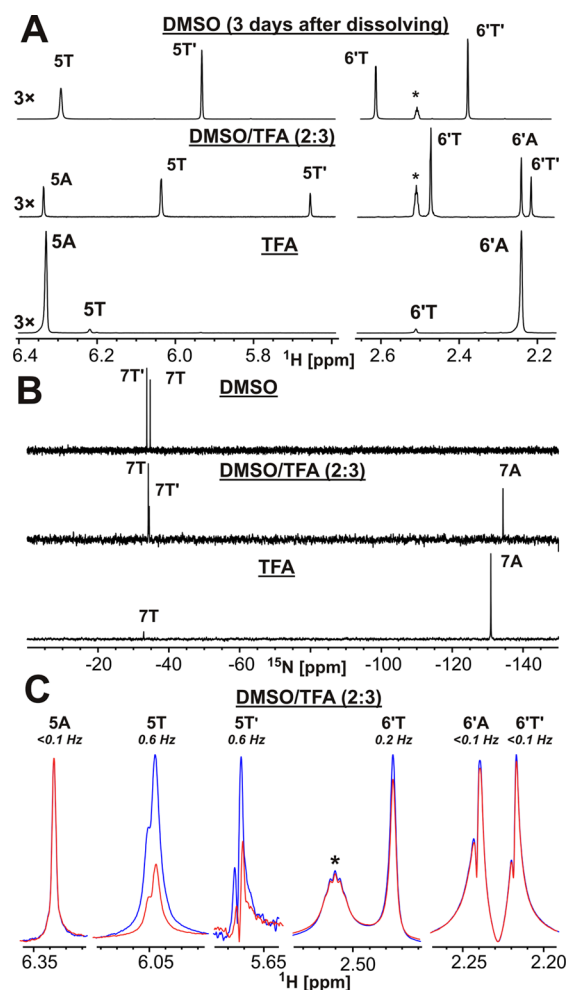 A
DMSO (3 days after dissolving)
5T 5T' 6'T 6'T'
3× *
DMSO/TFA (2:3)
5A 5T 5T' 6'T 6'A 6'T'
3× *
TFA
5A 6'A
5T 6'T
3×
6.4 6.2 6.0 5.8 2.6 2.4 2.2
¹H [ppm]
B
7T' 7T
DMSO
DMSO/TFA (2:3)
7T 7T' 7A
TFA
7A
7T
-20 -40 -60 -80 -100 -120 -140
¹⁵N [ppm]
C
DMSO/TFA (2:3)
5A 5T 5T' 6'T 6'A 6'T'
<0.1 Hz 0.6 Hz 0.6 Hz 0.2 Hz <0.1 Hz <0.1 Hz
*
6.35 6.05 5.65 2.50 2.25 2.20
¹H [ppm]